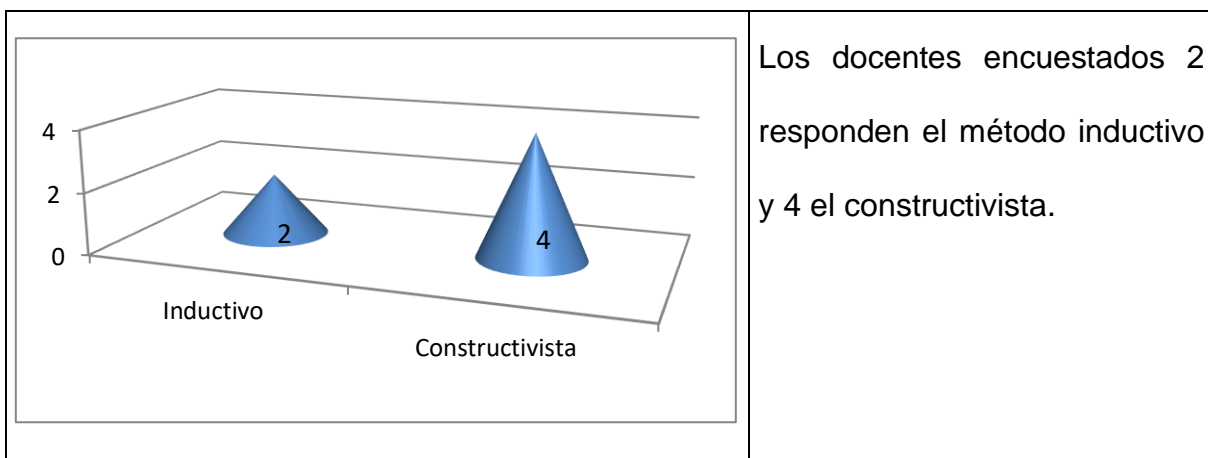 4
2
0
2
4
Inductivo
Constructivista
Los docentes encuestados 2
responden el método inductivo
y 4 el constructivista.